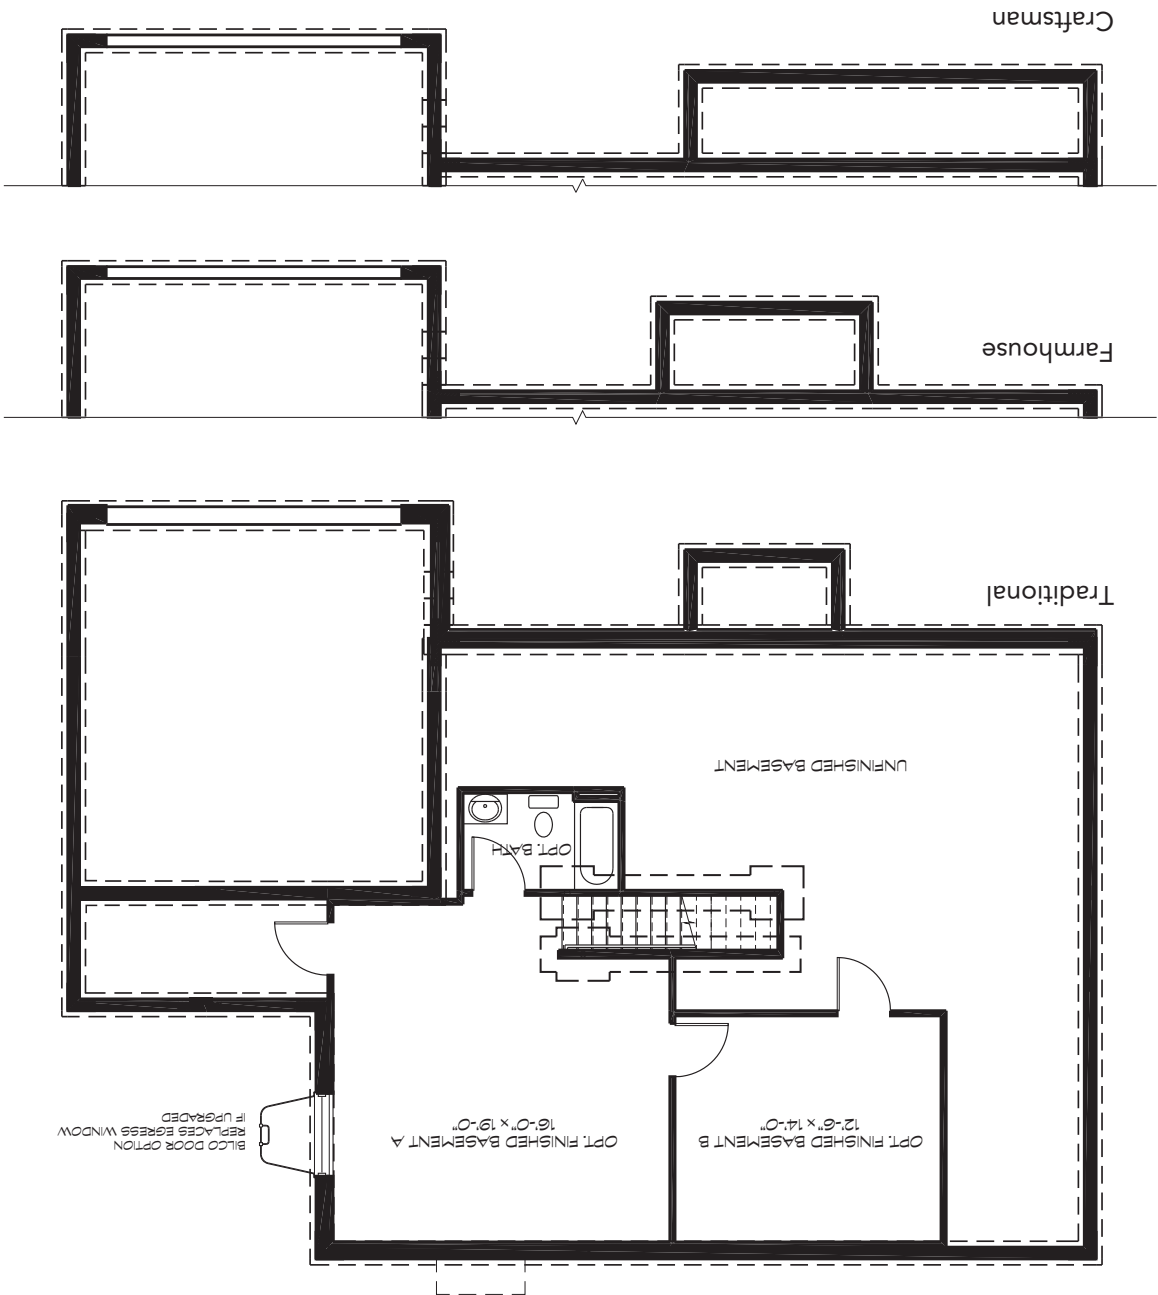 BILCO DOOR OPTION
REPLACES EGRESS WINDOW
IF UPGRADED
OPT. FINISHED BASEMENT A
16'-0" x 19'-0"
OPT. FINISHED BASEMENT B
12'-6" x 14'-0"
OPT. BATH
UNFINISHED BASEMENT
Traditional
Farmhouse
Craftsman